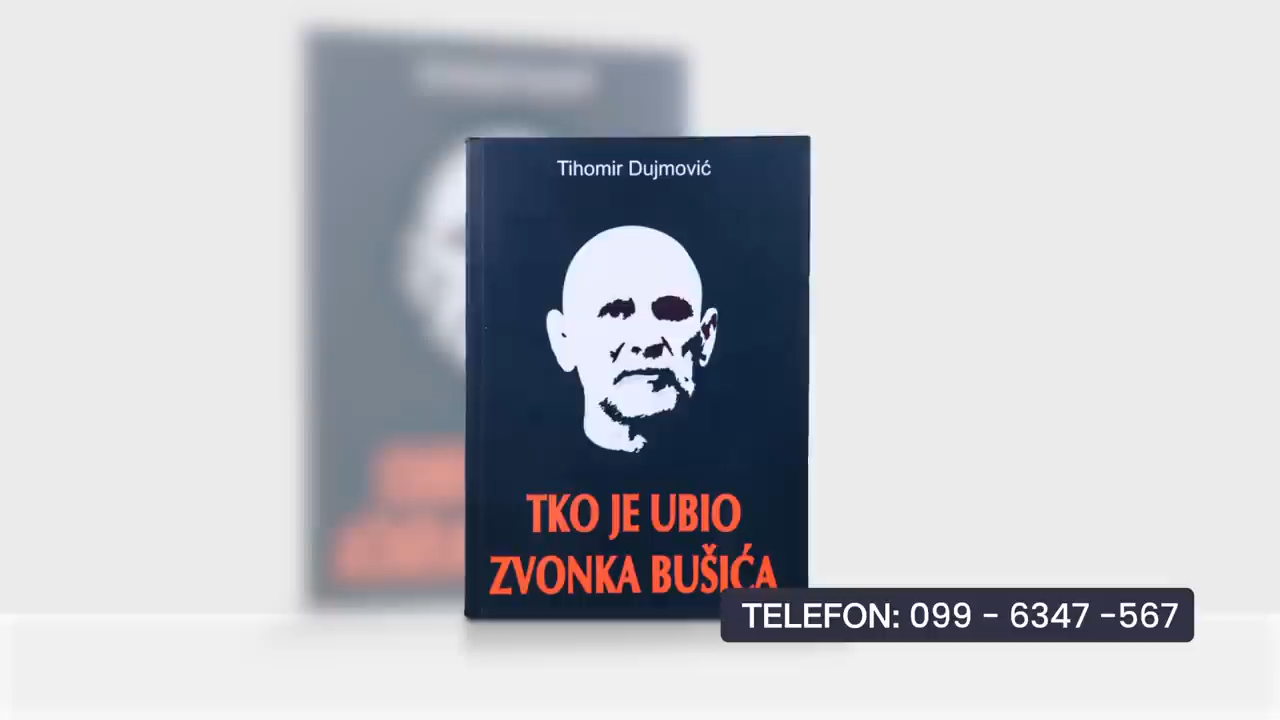 Tihomir Dujmović
TKO JE UBIO
ZVONKA BUŠIĆA
TELEFON: 099 - 6347 -567